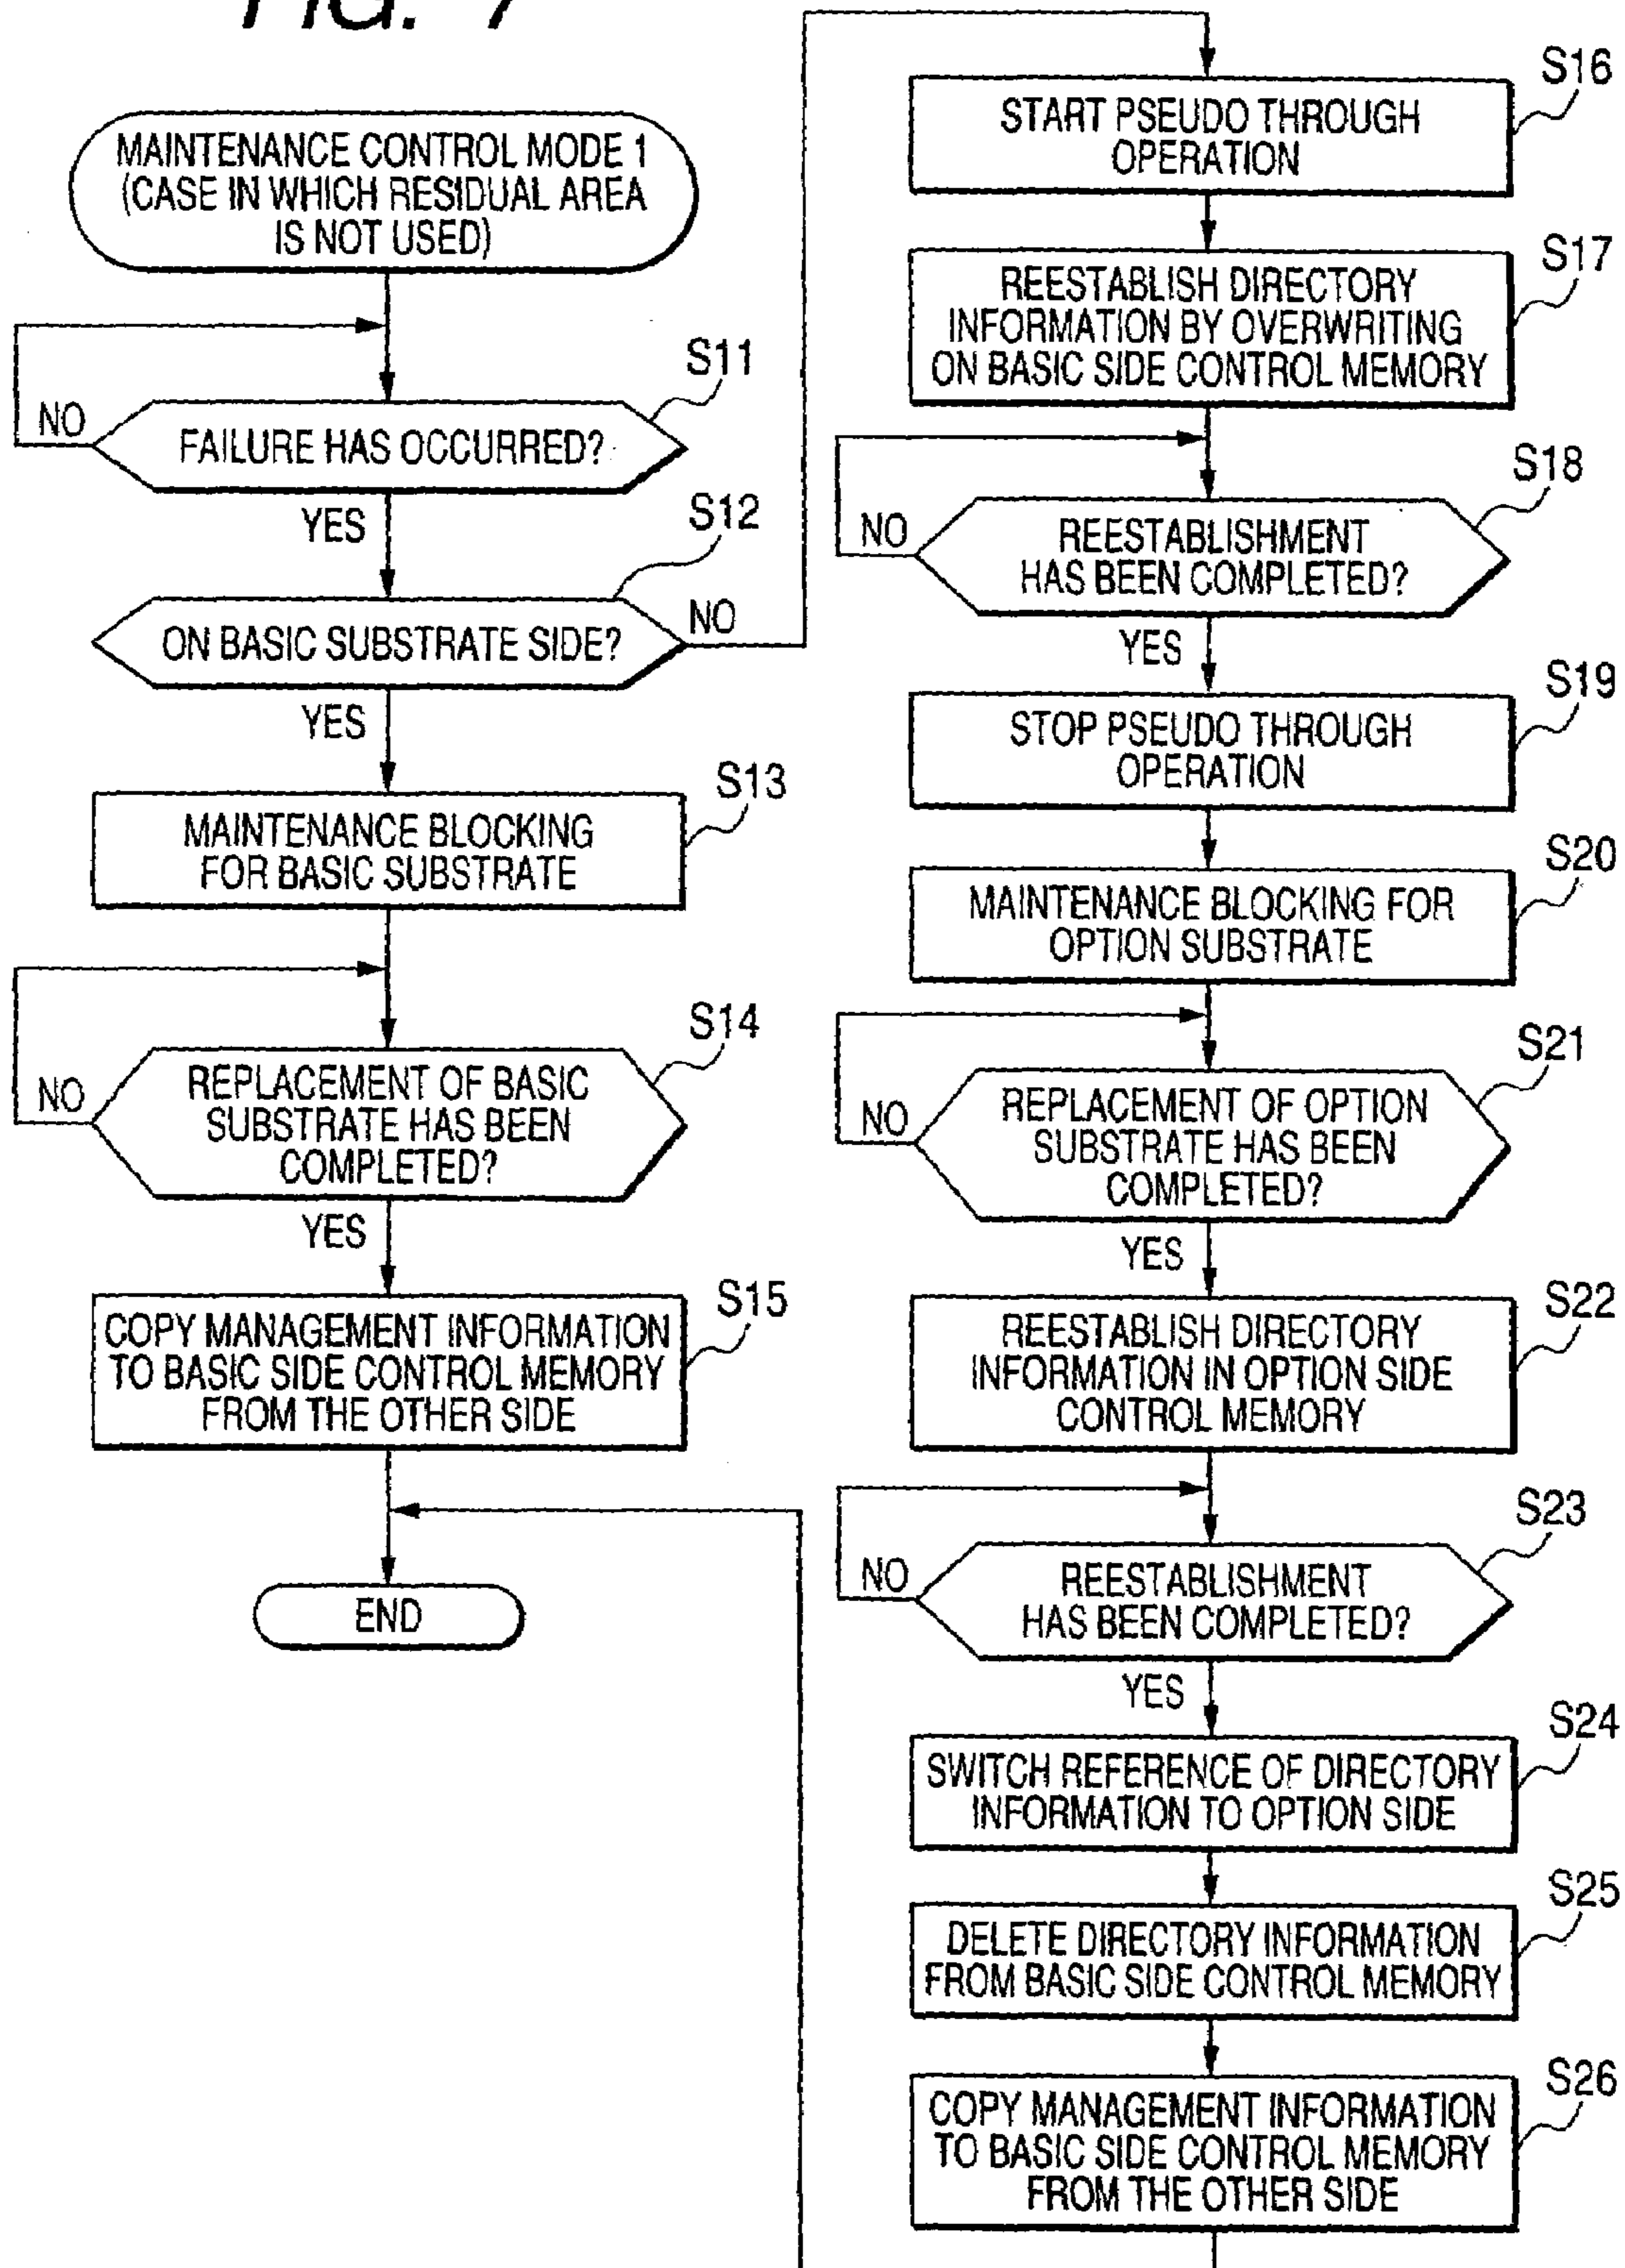 FIG. 7
MAINTENANCE CONTROL MODE 1
(CASE IN WHICH RESIDUAL AREA
IS NOT USED)
S11
NO
FAILURE HAS OCCURRED?
YES
S12
NO
ON BASIC SUBSTRATE SIDE?
YES
S13
MAINTENANCE BLOCKING
FOR BASIC SUBSTRATE
S14
NO
REPLACEMENT OF BASIC
SUBSTRATE HAS BEEN
COMPLETED?
YES
S15
COPY MANAGEMENT INFORMATION
TO BASIC SIDE CONTROL MEMORY
FROM THE OTHER SIDE
END
S16
START PSEUDO THROUGH
OPERATION
S17
REESTABLISH DIRECTORY
INFORMATION BY OVERWRITING
ON BASIC SIDE CONTROL MEMORY
S18
NO
REESTABLISHMENT
HAS BEEN COMPLETED?
YES
S19
STOP PSEUDO THROUGH
OPERATION
S20
MAINTENANCE BLOCKING FOR
OPTION SUBSTRATE
S21
NO
REPLACEMENT OF OPTION
SUBSTRATE HAS BEEN
COMPLETED?
YES
S22
REESTABLISH DIRECTORY
INFORMATION IN OPTION SIDE
CONTROL MEMORY
S23
NO
REESTABLISHMENT
HAS BEEN COMPLETED?
YES
S24
SWITCH REFERENCE OF DIRECTORY
INFORMATION TO OPTION SIDE
S25
DELETE DIRECTORY INFORMATION
FROM BASIC SIDE CONTROL MEMORY
S26
COPY MANAGEMENT INFORMATION
TO BASIC SIDE CONTROL MEMORY
FROM THE OTHER SIDE